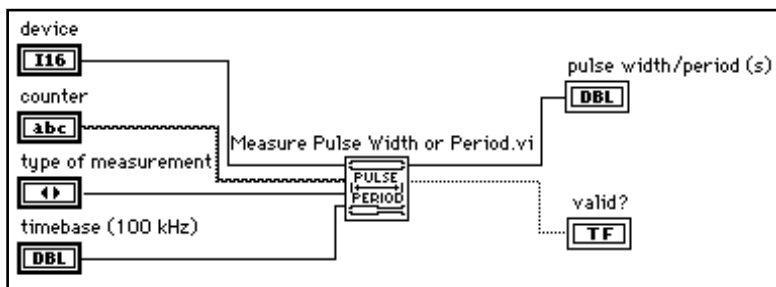 device
I16
pulse width/period (s)
DBL
counter
abc
Measure Pulse Width or Period.vi
type of measurement
PULSE
PERIOD
valid?
TF
timebase (100 kHz)
DBL